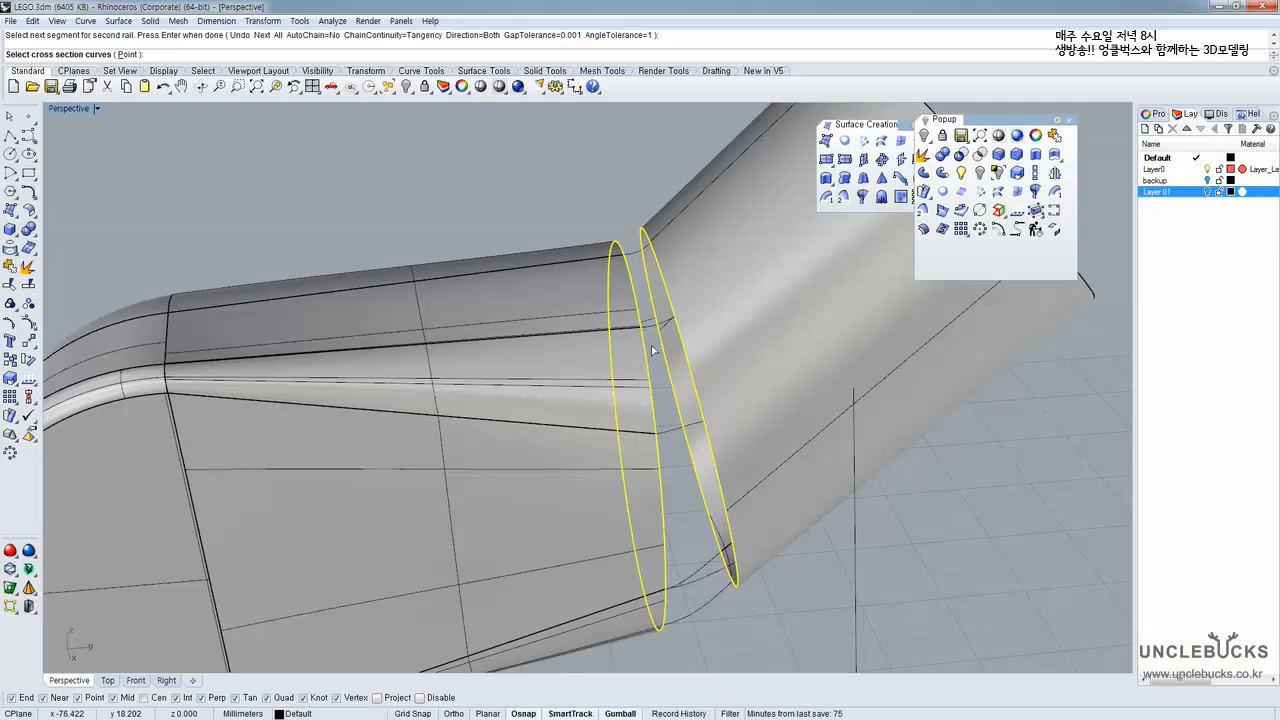 LEGO.3dm (6405 KB) - Rhinoceros (Corporate) (64-bit) - [Perspective]
File Edit View Curve Surface Solid Mesh Dimension Transform Tools Analyze Render Panels Help
Select next segment for second rail. Press Enter when done ( Undo Next All AutoChain=No ChainContinuity=Tangency Direction=Both GapTolerance=0.001 AngleTolerance=1 ):
Select cross section curves ( Point ):
매주 수요일 저녁 8시
생방송!! 엉클벅스와 함께하는 3D모델링
Standard CPlanes Set View Display Select Viewport Layout Visibility Transform Curve Tools Surface Tools Solid Tools Mesh Tools Render Tools Drafting New in V5
Perspective
Surface Creation
Popup
Pro Lay Dis Hel
Name Material
Default
Layer0 Layer_La
backup
Layer 01
z
y
x
UNCLEBUCKS
www.unclebucks.co.kr
Perspective Top Front Right
End Near Point Mid Cen Int Perp Tan Quad Knot Vertex Project Disable
CPlane x -76.422 y 18.202 z 0.000 Millimeters Default Grid Snap Ortho Planar Osnap SmartTrack Gumball Record History Filter Minutes from last save: 75